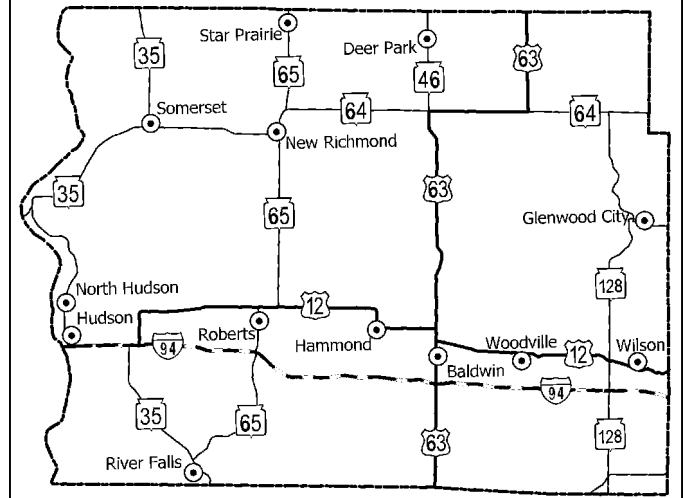 Star Prairie
35
Deer Park
63
65
46
Somerset
64
64
New Richmond
35
63
65
Glenwood City
128
North Hudson
12
Hudson
Roberts
Hammond
Woodville
Wilson
94
12
Baldwin
94
35
65
63
128
River Falls